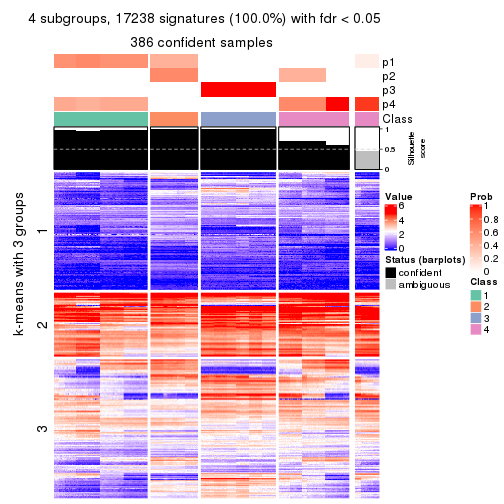 4 subgroups, 17238 signatures (100.0%) with fdr < 0.05
386 confident samples
p1
p2
p3
p4
Class
1
0.5
0
Silhouette
score
k-means with 3 groups
1
2
3
Value
6
4
2
0
Status (barplots)
confident
ambiguous
Prob
1
0.8
0.6
0.4
0.2
0
Class
1
2
3
4